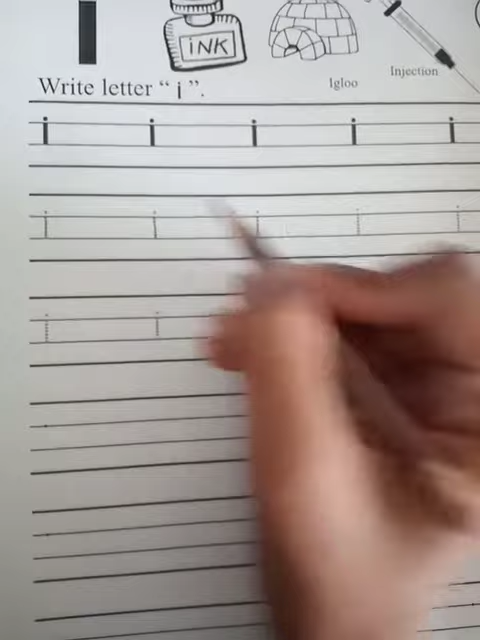 I
INK
Igloo Injection
Write letter “ i ”.
i i i i i
i i i i i
i i